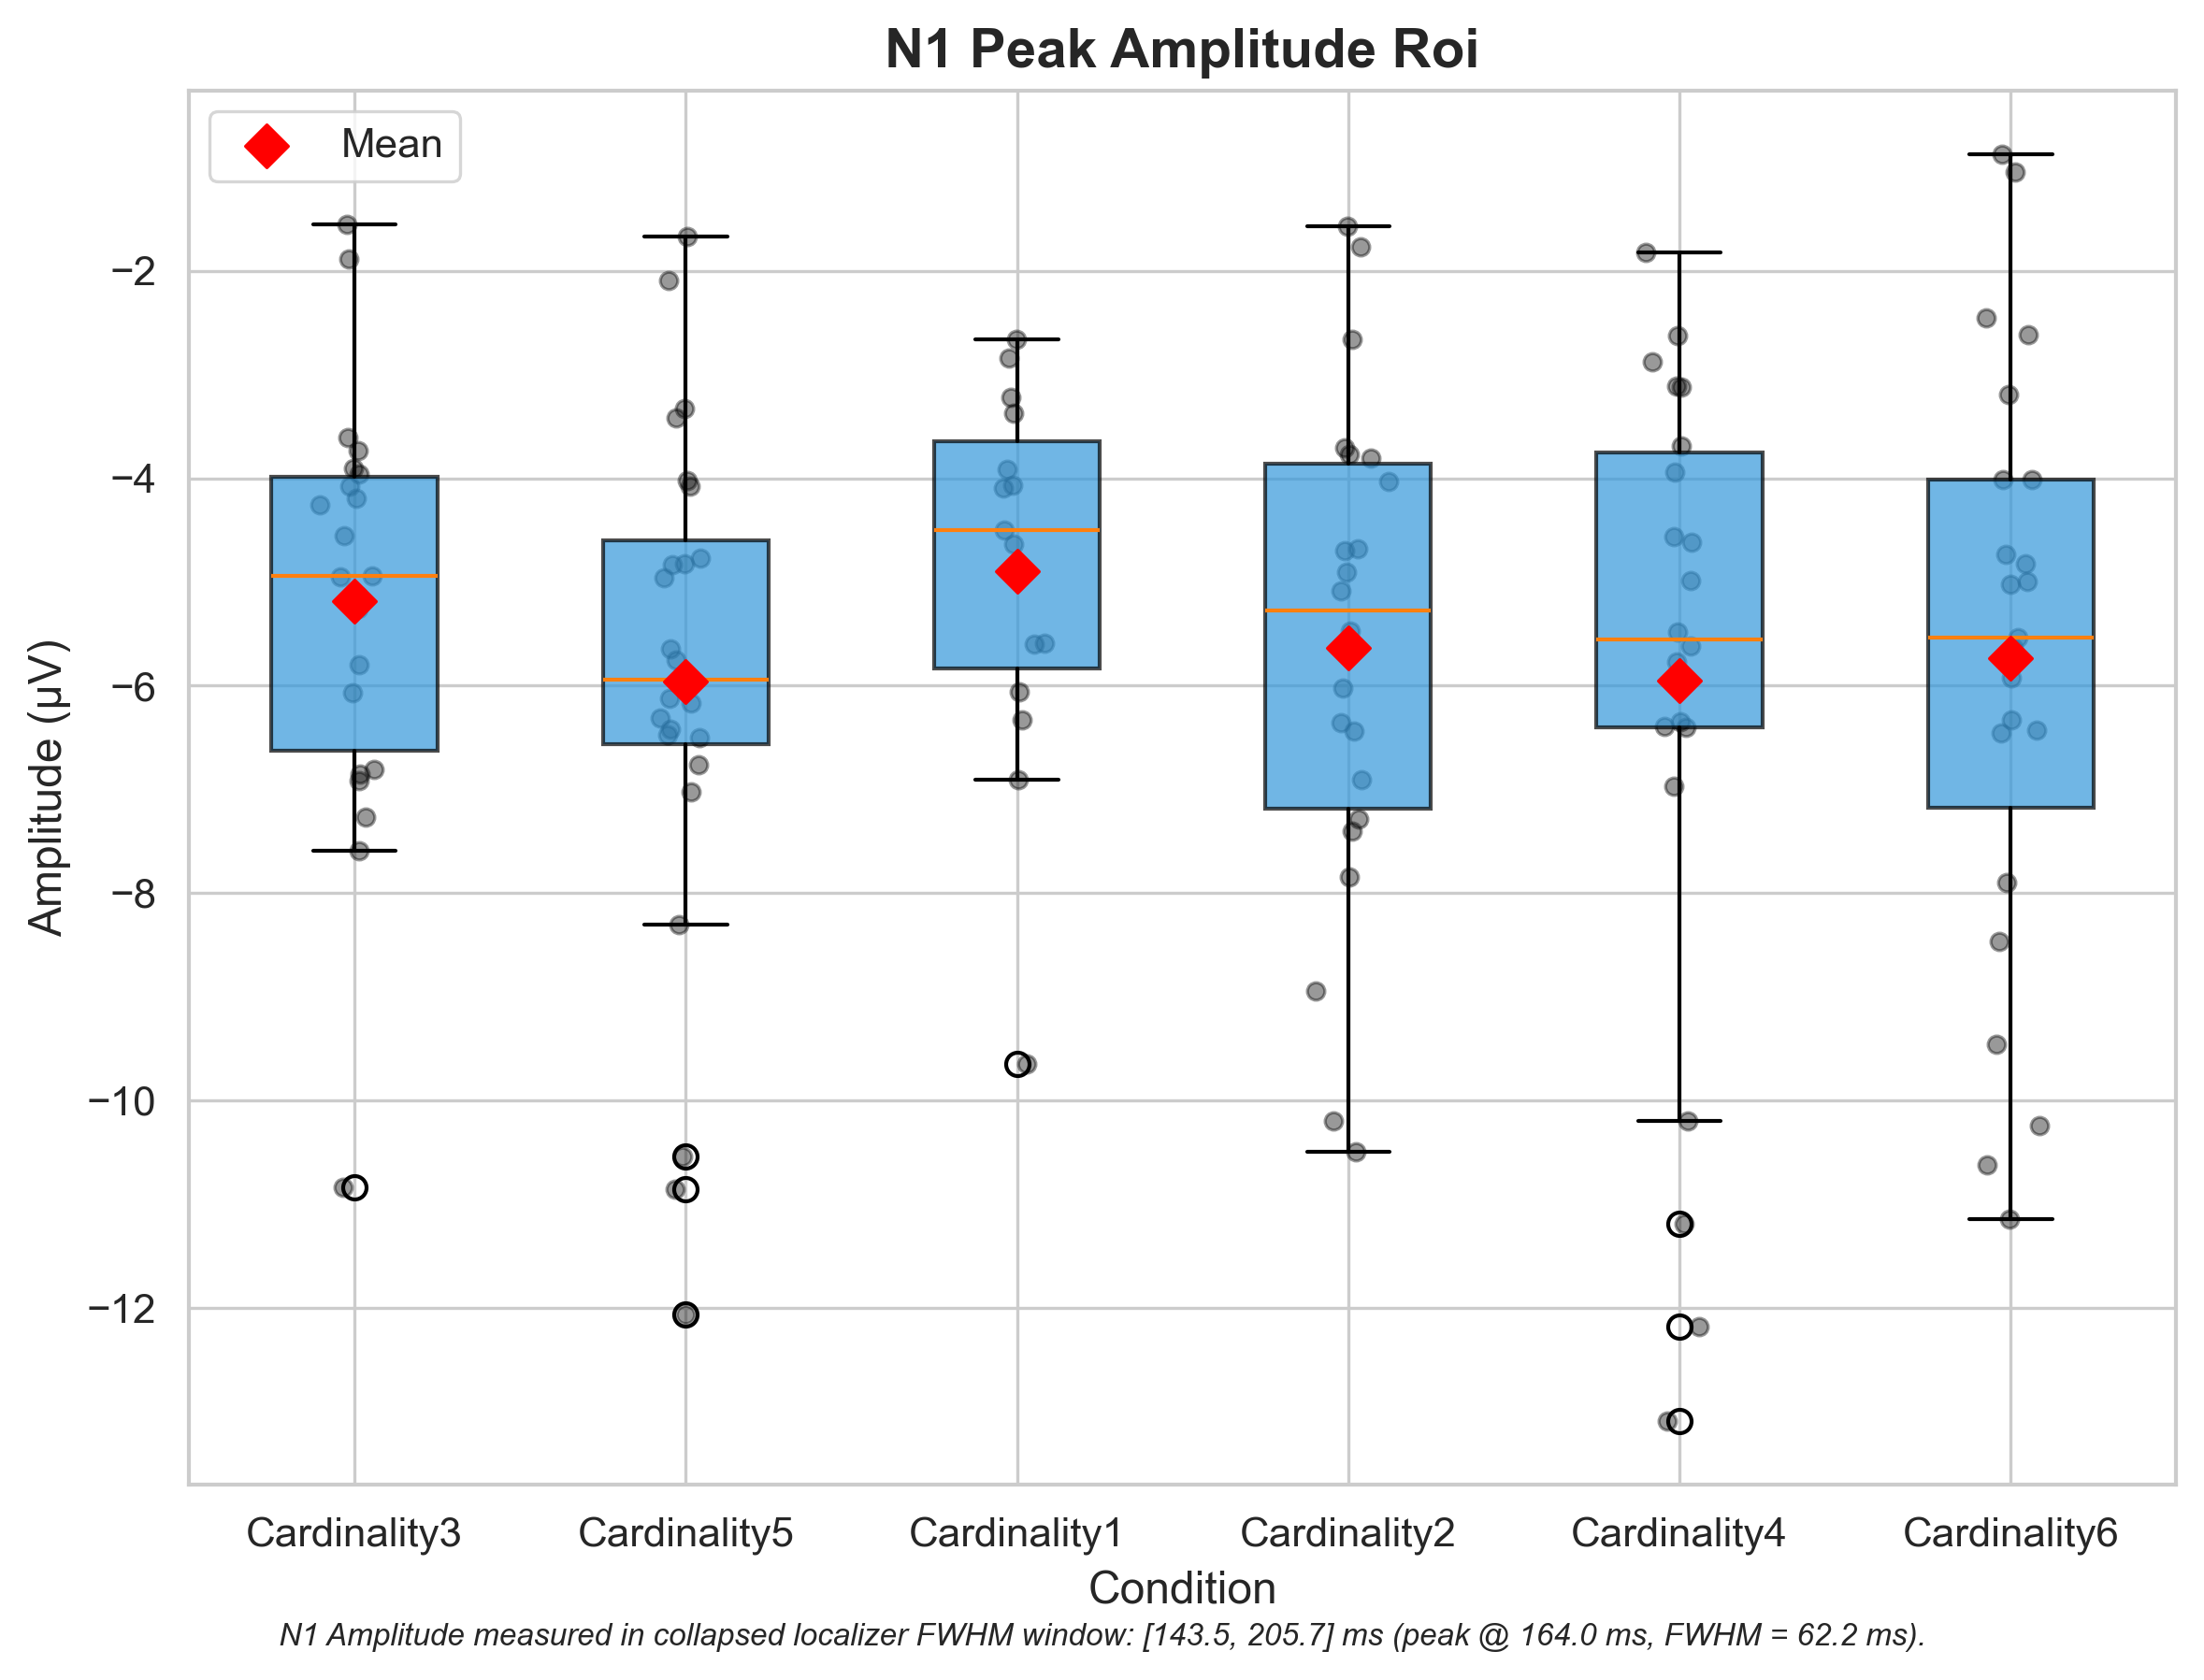 N1 Peak Amplitude Roi
Mean
−2
−4
−6
−8
−10
−12
Amplitude (µV)
Cardinality3 Cardinality5 Cardinality1 Cardinality2 Cardinality4 Cardinality6
Condition
N1 Amplitude measured in collapsed localizer FWHM window: [143.5, 205.7] ms (peak @ 164.0 ms, FWHM = 62.2 ms).